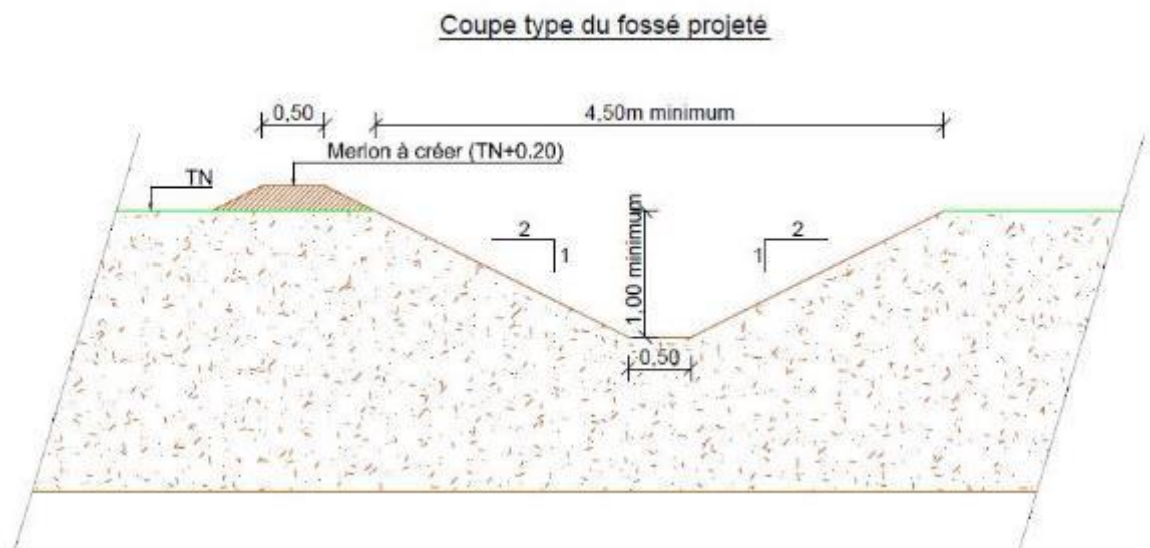 Coupe type du fossé projeté
0,50
4.50m minimum
Merlon à créer (TN+0.20)
TN
2
1
1.00 minimum
2
1
0,50